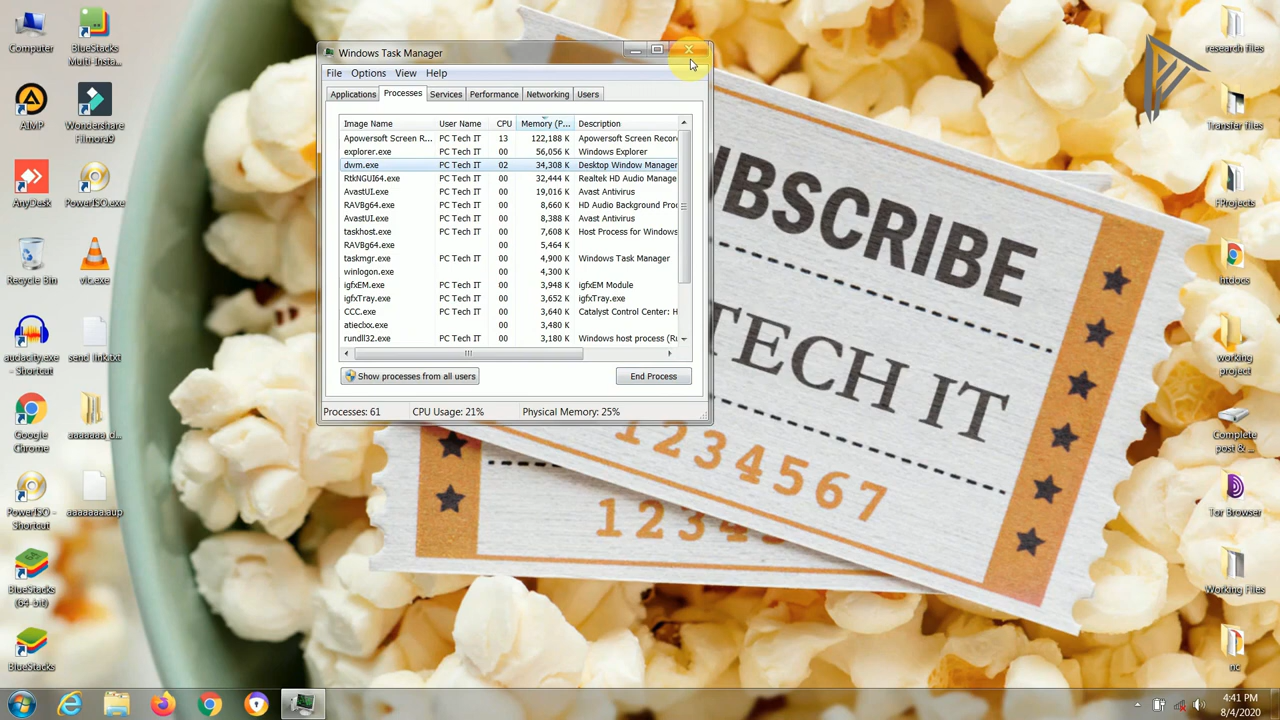 Computer
BlueStacks
Multi-Insta...
AIMP
Wondershare
Filmora9
AnyDesk
PowerISO.exe
Recycle Bin
vlc.exe
audacity.exe
- Shortcut
send link.txt
Google
Chrome
aaaaaaa_d...
PowerISO -
Shortcut
aaaaaaa.aup
BlueStacks
(64-bit)
BlueStacks
Windows Task Manager
File Options View Help
Applications Processes Services Performance Networking Users
Image Name User Name CPU Memory (P... Description
Apowersoft Screen R... PC Tech IT 13 122,188 K Apowersoft Screen Recor
explorer.exe PC Tech IT 00 56,056 K Windows Explorer
dwm.exe PC Tech IT 02 34,308 K Desktop Window Manager
RtkNGUI64.exe PC Tech IT 00 32,444 K Realtek HD Audio Manage
AvastUI.exe PC Tech IT 00 19,016 K Avast Antivirus
RAVBg64.exe PC Tech IT 00 8,660 K HD Audio Background Pro
AvastUI.exe PC Tech IT 00 8,388 K Avast Antivirus
taskhost.exe PC Tech IT 00 7,608 K Host Process for Windows
RAVBg64.exe 00 5,464 K
taskmgr.exe PC Tech IT 00 4,900 K Windows Task Manager
winlogon.exe 00 4,300 K
igfxEM.exe PC Tech IT 00 3,948 K igfxEM Module
igfxTray.exe PC Tech IT 00 3,652 K igfxTray.exe
CCC.exe PC Tech IT 00 3,640 K Catalyst Control Center: H
atieclxx.exe 00 3,480 K
rundll32.exe PC Tech IT 00 3,180 K Windows host process (Ru
Show processes from all users End Process
Processes: 61 CPU Usage: 21% Physical Memory: 25%
UBSCRIBE
TECH IT
1234567
123
research files
Transfer files
FProjects
htdocs
working
project
Complete
post & ...
Tor Browser
Working Files
nc
4:41 PM
8/4/2020